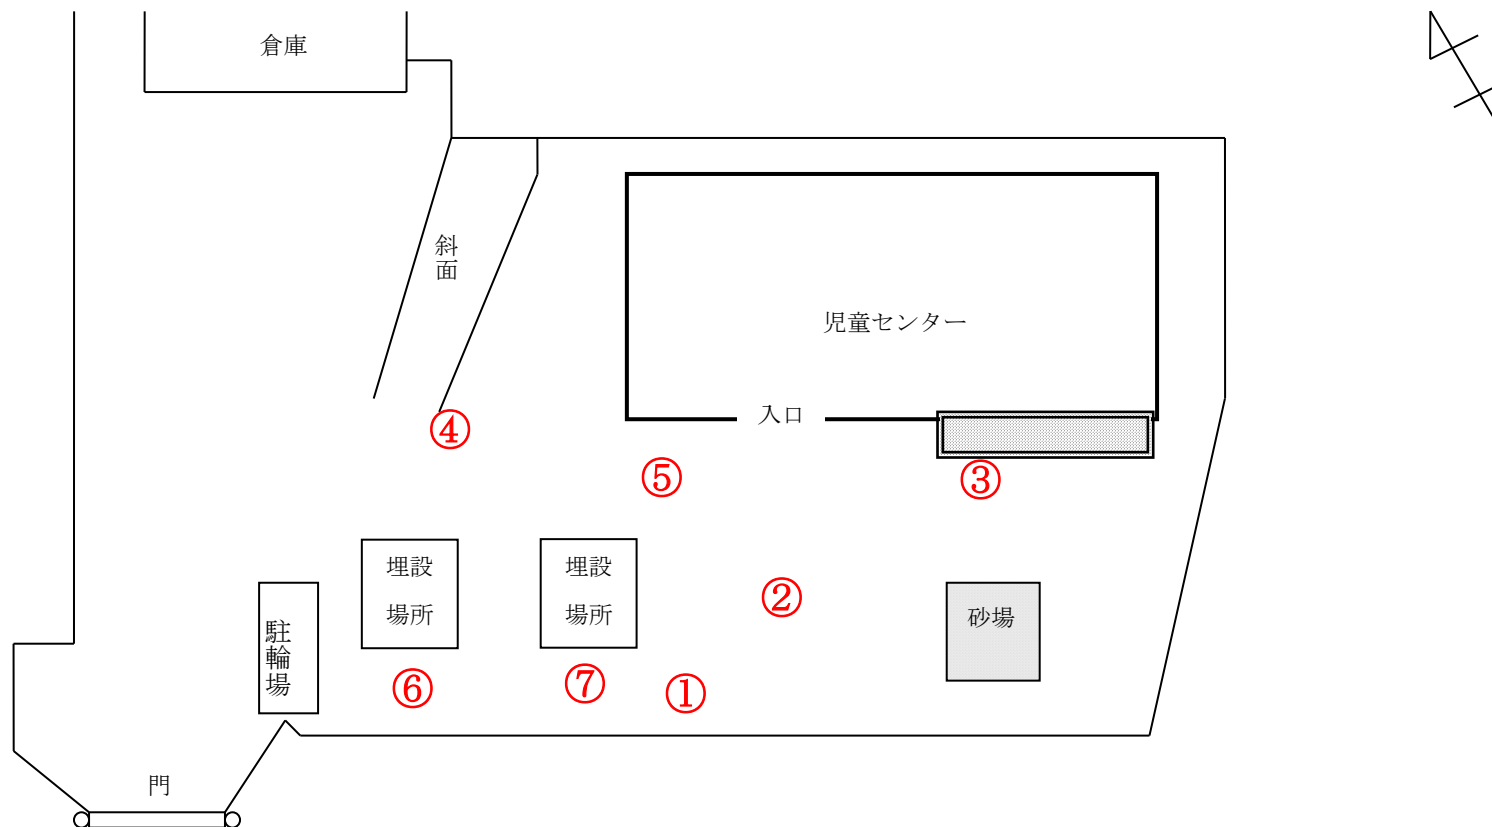 倉庫
斜面
児童センター
入口
④
⑤
③
埋設
場所
埋設
場所
②
砂場
駐輪場
⑥
⑦
①
門